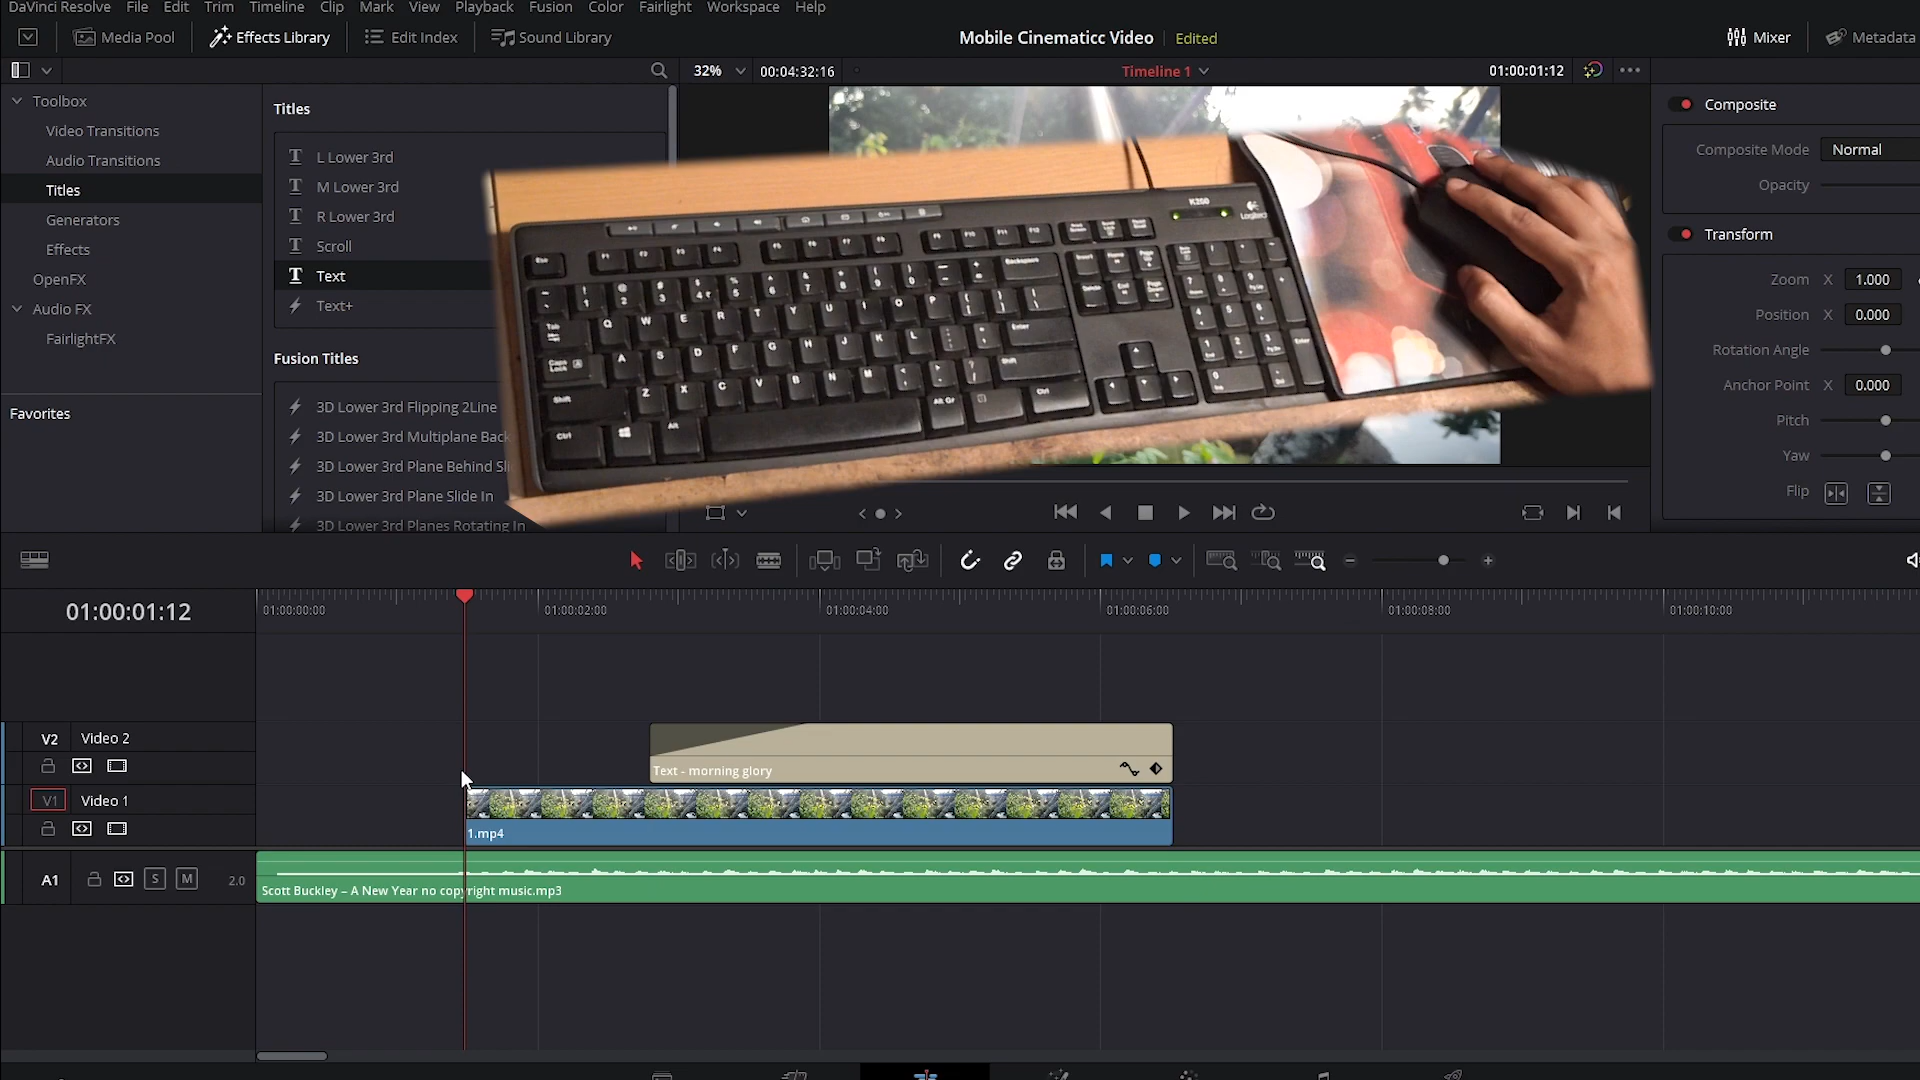 DaVinci Resolve File Edit Trim Timeline Clip Mark View Playback Fusion Color Fairlight Workspace Help
Media Pool Effects Library Edit Index Sound Library Mobile Cinematicc Video Edited Mixer Metadata
32% 00:04:32:16 Timeline 1 01:00:01:12
Toolbox
Video Transitions
Audio Transitions
Titles
Generators
Effects
OpenFX
Audio FX
FairlightFX
Favorites
Titles
L Lower 3rd
M Lower 3rd
R Lower 3rd
Scroll
Text
Text+
Fusion Titles
3D Lower 3rd Flipping 2Line
3D Lower 3rd Multiplane Back
3D Lower 3rd Plane Behind Sli
3D Lower 3rd Plane Slide In
3D Lower 3rd Planes Rotating In
K250
Logitech
Composite
Composite Mode Normal
Opacity
Transform
Zoom X 1.000
Position X 0.000
Rotation Angle
Anchor Point X 0.000
Pitch
Yaw
Flip
01:00:01:12
01:00:00:00 01:00:02:00 01:00:04:00 01:00:06:00 01:00:08:00 01:00:10:00
V2 Video 2
Text - morning glory
V1 Video 1
1.mp4
A1 S M 2.0
Scott Buckley – A New Year no copyright music.mp3